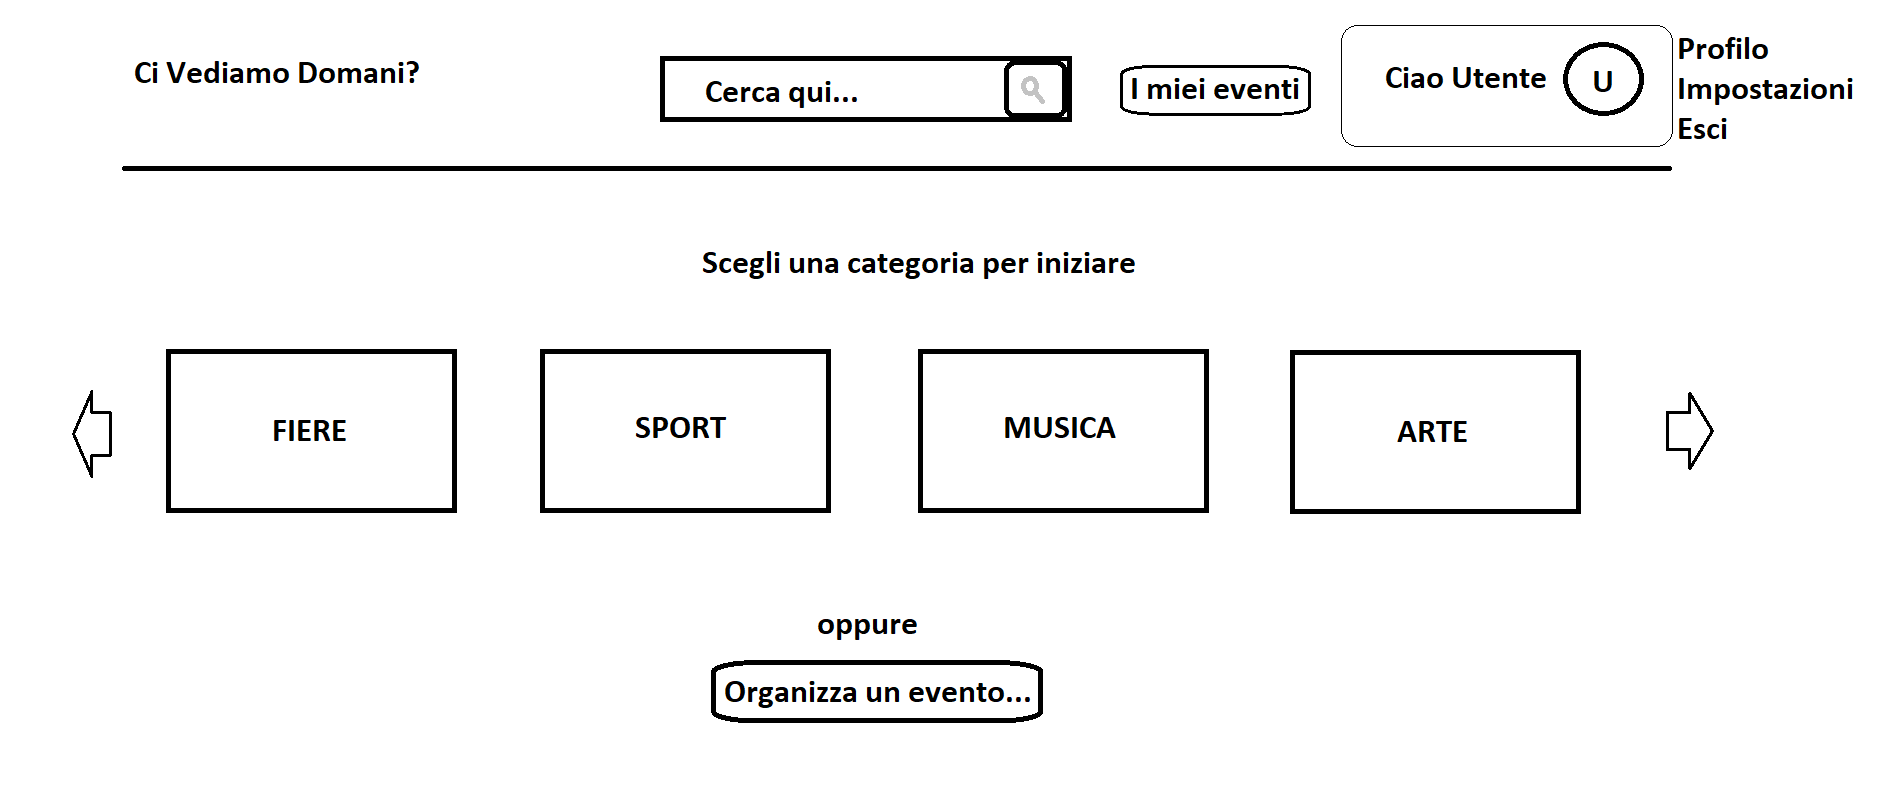 Ci Vediamo Domani?
Cerca qui...
I miei eventi
Ciao Utente
U
Profilo
Impostazioni
Esci
Scegli una categoria per iniziare
FIERE
SPORT
MUSICA
ARTE
oppure
Organizza un evento...